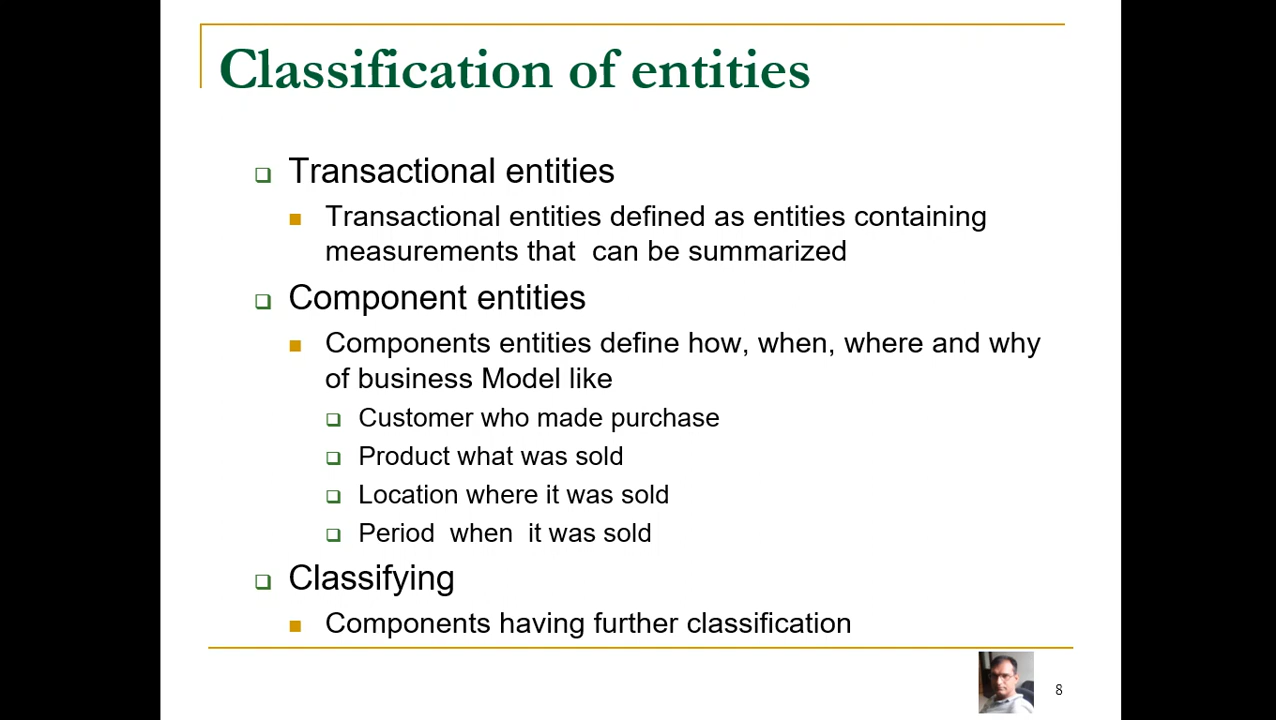 Classification of entities
Transactional entities
Transactional entities defined as entities containing
measurements that  can be summarized
Component entities
Components entities define how, when, where and why
of business Model like
Customer who made purchase
Product what was sold
Location where it was sold
Period  when  it was sold
Classifying
Components having further classification
8